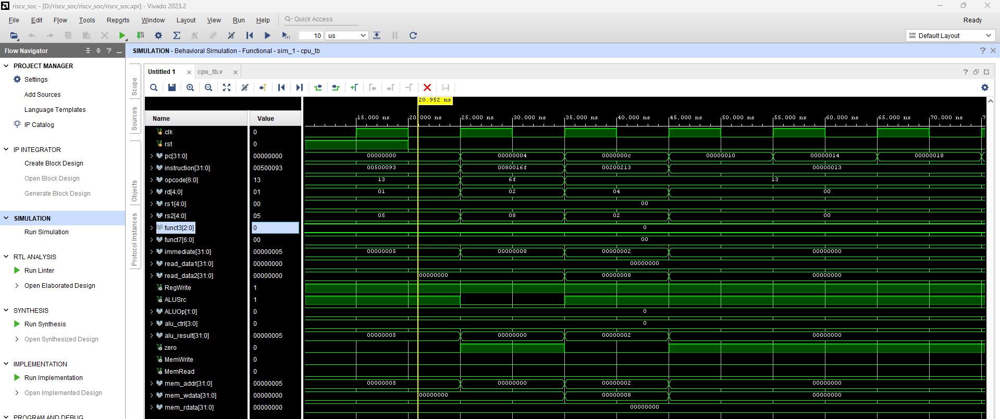 riscv_soc - [D:/riscv_soc/riscv_soc/riscv_soc.xpr] - Vivado 2023.2
File Edit Flow Tools Reports Window Layout View Run Help Quick Access Ready
10 us Default Layout
Flow Navigator
SIMULATION - Behavioral Simulation - Functional - sim_1 - cpu_tb
PROJECT MANAGER
Settings
Add Sources
Language Templates
IP Catalog
IP INTEGRATOR
Create Block Design
Open Block Design
Generate Block Design
SIMULATION
Run Simulation
RTL ANALYSIS
Run Linter
Open Elaborated Design
SYNTHESIS
Run Synthesis
Open Synthesized Design
IMPLEMENTATION
Run Implementation
Open Implemented Design
PROGRAM AND DEBUG
Scope
Sources
Objects
Protocol Instances
Untitled 1 cpu_tb.v
20.952 ns
Name Value
15.000 ns 20.000 ns 25.000 ns 30.000 ns 35.000 ns 40.000 ns 45.000 ns 50.000 ns 55.000 ns 60.000 ns 65.000 ns 70.000 ns 7
clk 0
rst 0
pc[31:0] 00000000 00000000 00000004 0000000c 00000010 00000014 00000018
instruction[31:0] 00500093 00500093 0080016f 00200213 00000013
opcode[6:0] 13 13 6f 13
rd[4:0] 01 01 02 04 00
rs1[4:0] 00 00
rs2[4:0] 05 05 08 02 00
funct3[2:0] 0 0
funct7[6:0] 00 00
immediate[31:0] 00000005 00000005 00000008 00000002 00000000
read_data1[31:0] 00000000 00000000
read_data2[31:0] 00000000 00000000 00000008 00000000
RegWrite 1
ALUSrc 1
ALUOp[1:0] 0 0
alu_ctrl[3:0] 0 0
alu_result[31:0] 00000005 00000005 00000000 00000002 00000000
zero 0
MemWrite 0
MemRead 0
mem_addr[31:0] 00000005 00000005 00000000 00000002 00000000
mem_wdata[31:0] 00000000 00000000 00000008 00000000
mem_rdata[31:0] 00000000 00000000